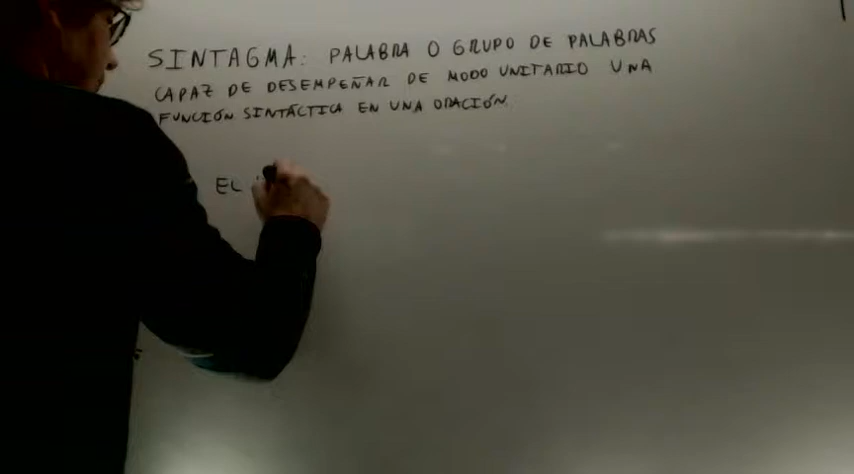 SINTAGMA: PALABRA O GRUPO DE PALABRAS
CAPAZ DE DESEMPEÑAR DE MODO UNITARIO UNA
FUNCIÓN SINTÁCTICA EN UNA ORACIÓN.
EL